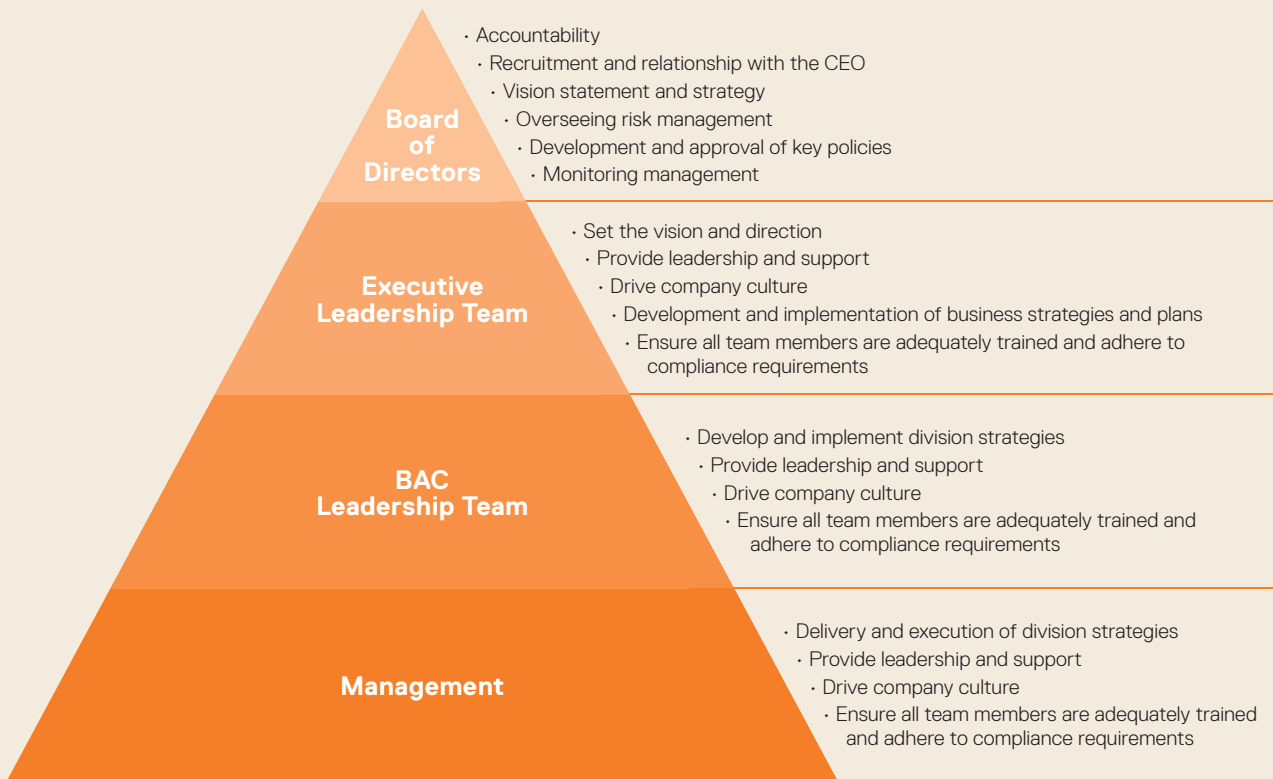 Board
of
Directors
· Accountability
· Recruitment and relationship with the CEO
· Vision statement and strategy
· Overseeing risk management
· Development and approval of key policies
· Monitoring management
Executive
Leadership Team
· Set the vision and direction
· Provide leadership and support
· Drive company culture
· Development and implementation of business strategies and plans
· Ensure all team members are adequately trained and adhere to
compliance requirements
BAC
Leadership Team
· Develop and implement division strategies
· Provide leadership and support
· Drive company culture
· Ensure all team members are adequately trained and
adhere to compliance requirements
Management
· Delivery and execution of division strategies
· Provide leadership and support
· Drive company culture
· Ensure all team members are adequately trained
and adhere to compliance requirements